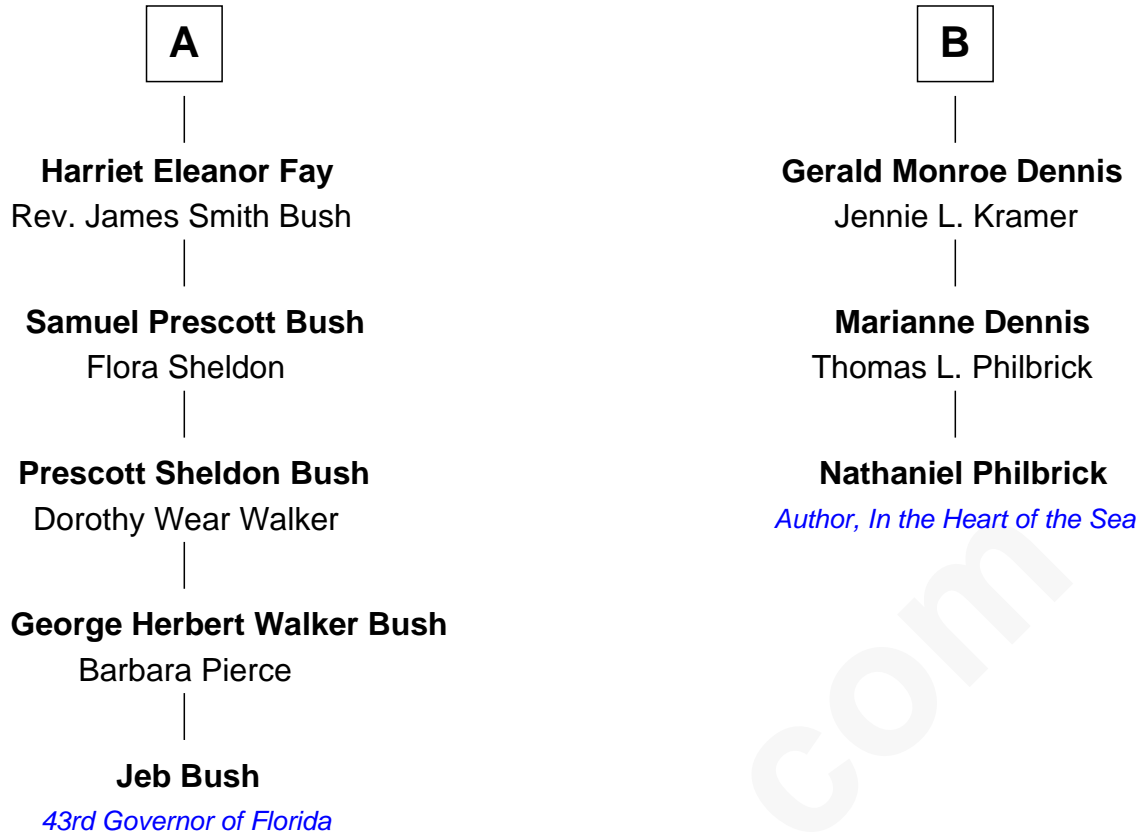 A
Harriet Eleanor Fay
Rev. James Smith Bush
Samuel Prescott Bush
Flora Sheldon
Prescott Sheldon Bush
Dorothy Wear Walker
George Herbert Walker Bush
Barbara Pierce
Jeb Bush
43rd Governor of Florida
B
Gerald Monroe Dennis
Jennie L. Kramer
Marianne Dennis
Thomas L. Philbrick
Nathaniel Philbrick
Author, In the Heart of the Sea
com